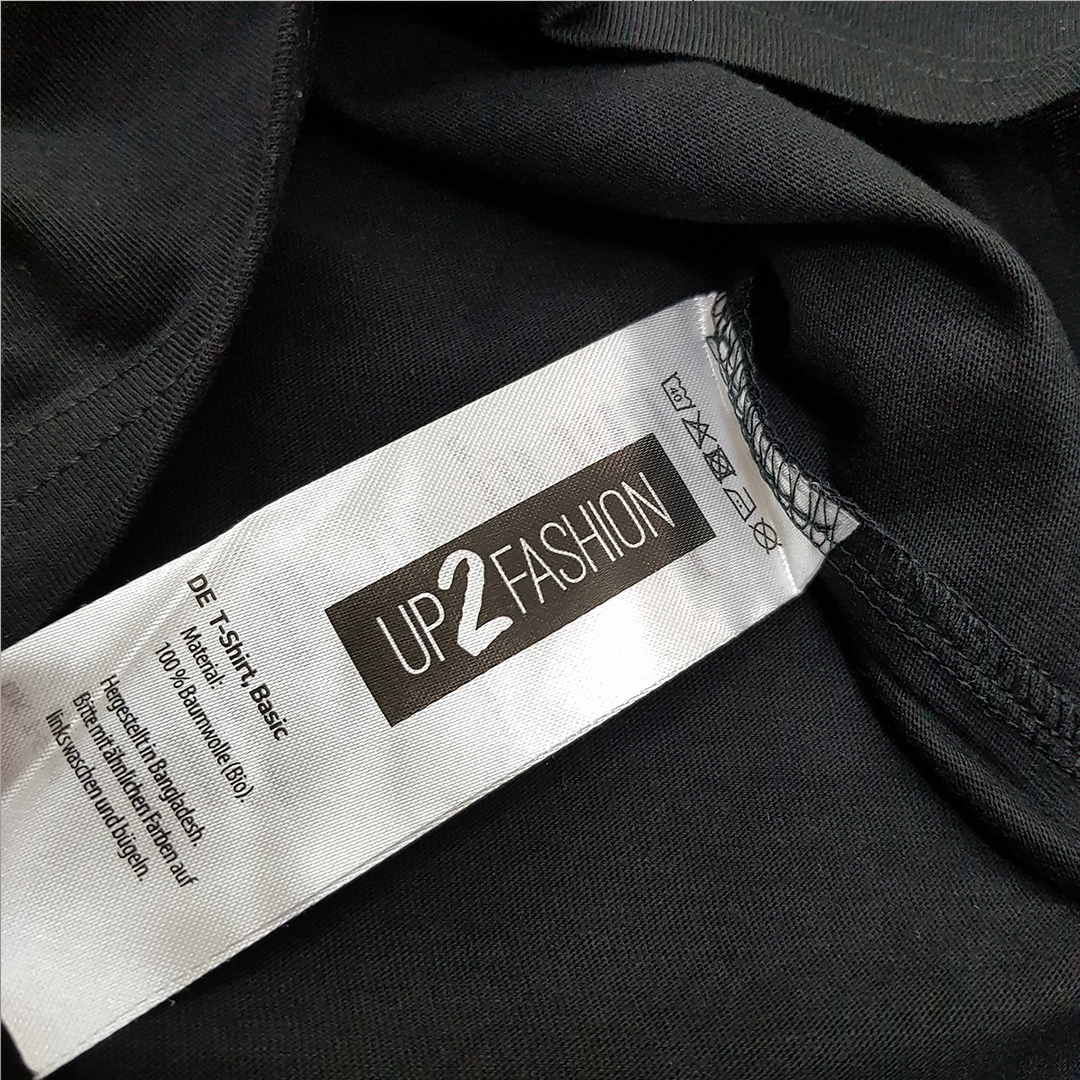 40
UP2FASHION
DE T-Shirt, Basic
Material:
100% Baumwolle (Bio).
Hergestellt in Bangladesh.
Bitte mit ähnlichen Farben auf
links waschen und bügeln.